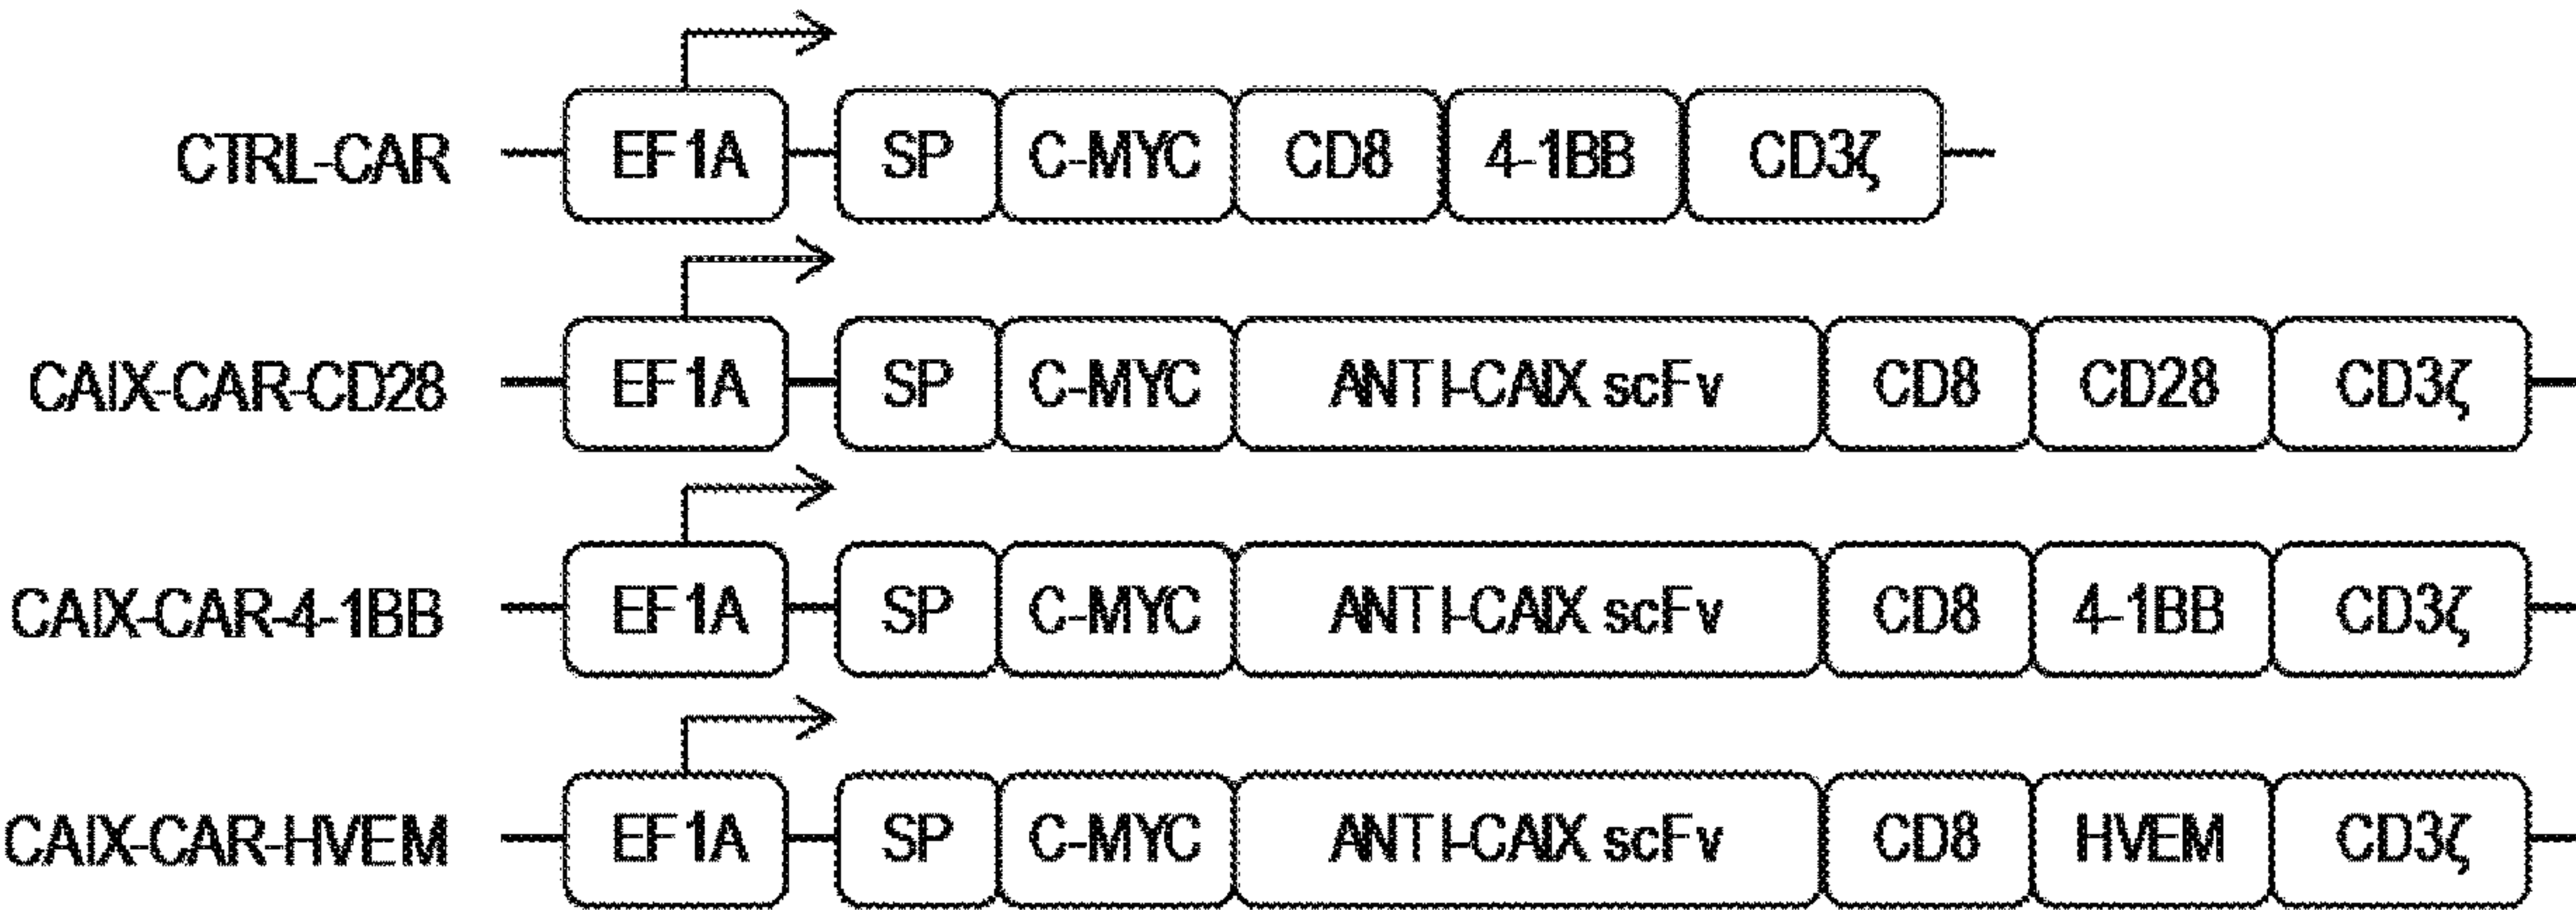 CTRL-CAR EF1A SP C-MYC CD8 4-1BB CD3ζ
CAIX-CAR-CD28 EF1A SP C-MYC ANTI-CAIX scFv CD8 CD28 CD3ζ
CAIX-CAR-4-1BB EF1A SP C-MYC ANTI-CAIX scFv CD8 4-1BB CD3ζ
CAIX-CAR-HVEM EF1A SP C-MYC ANTI-CAIX scFv CD8 HVEM CD3ζ